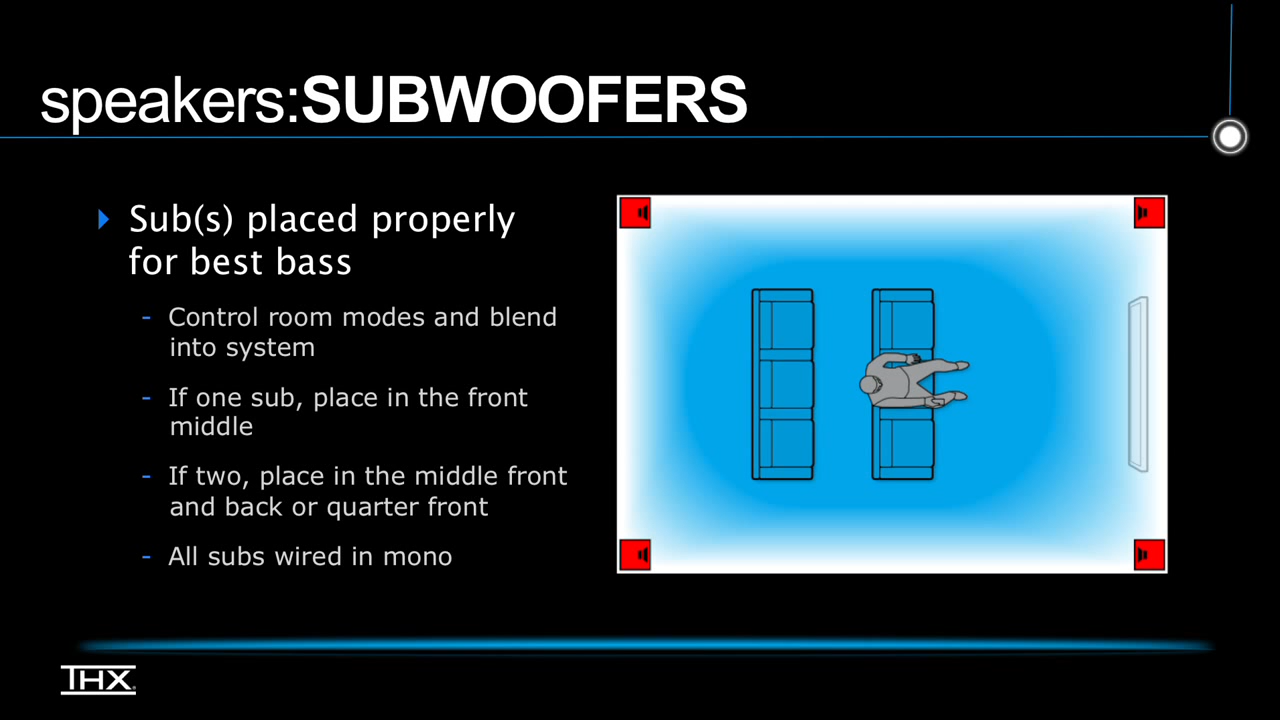 speakers:SUBWOOFERS
Sub(s) placed properly
for best bass
- Control room modes and blend
into system
- If one sub, place in the front
middle
- If two, place in the middle front
and back or quarter front
- All subs wired in mono
THX